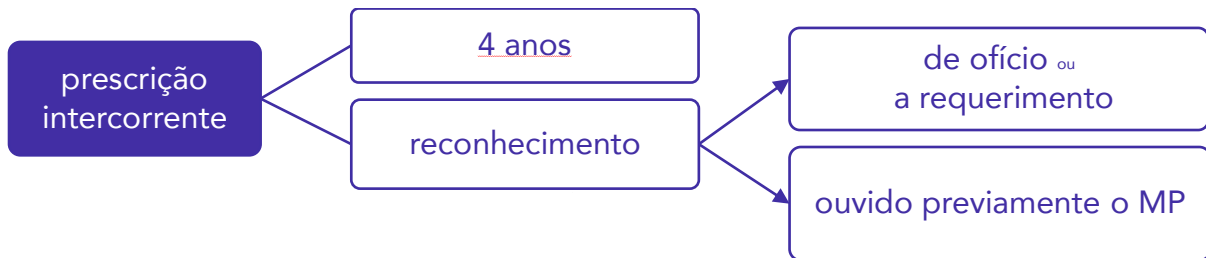 prescrição
intercorrente
4 anos
reconhecimento
de ofício ou
a requerimento
ouvido previamente o MP